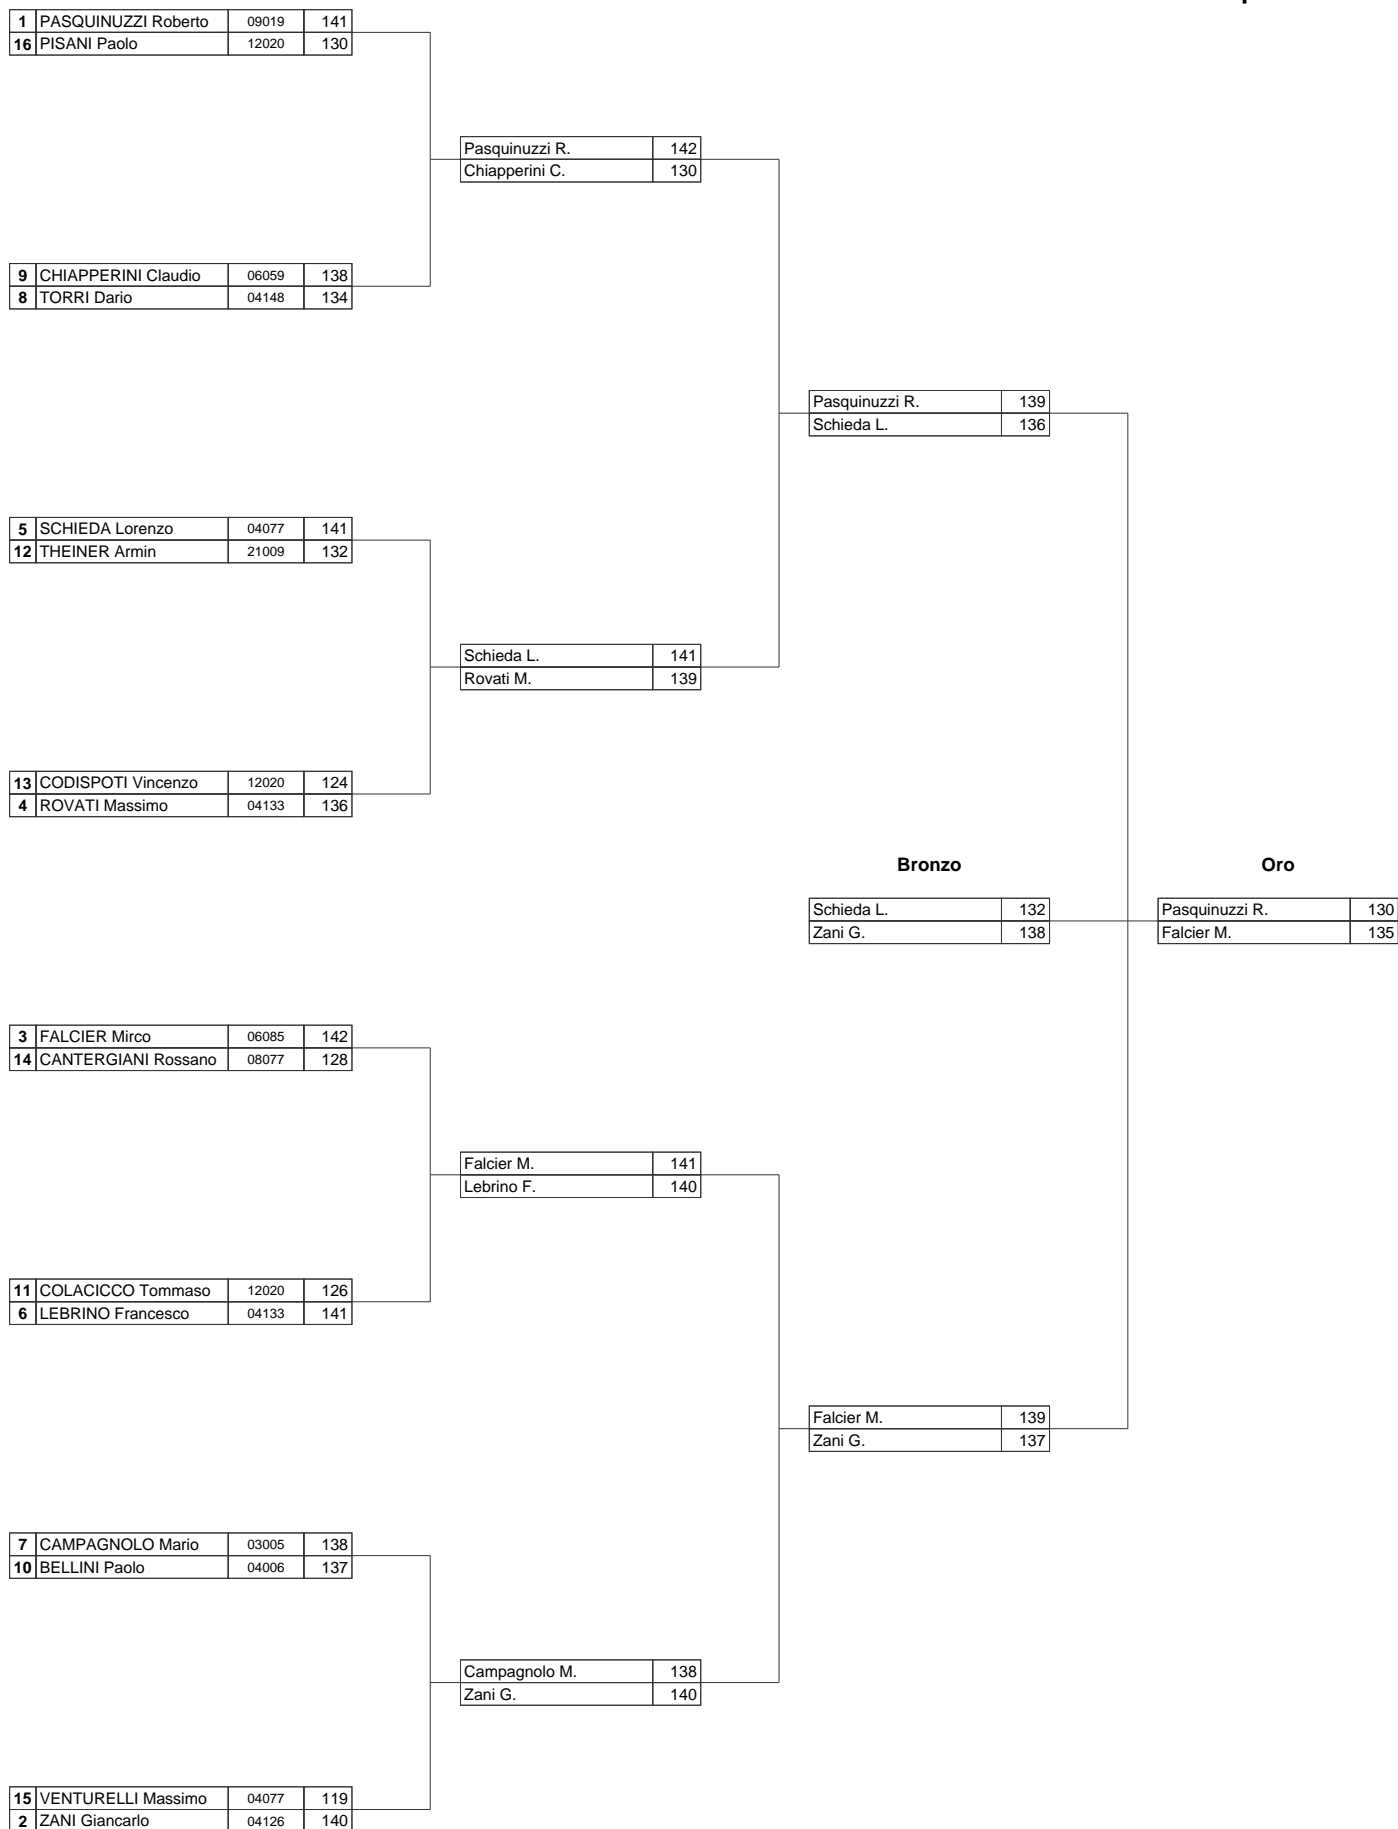 1 PASQUINUZZI Roberto 09019 141
16 PISANI Paolo 12020 130
Pasquinuzzi R. 142
Chiapperini C. 130
9 CHIAPPERINI Claudio 06059 138
8 TORRI Dario 04148 134
Pasquinuzzi R. 139
Schieda L. 136
5 SCHIEDA Lorenzo 04077 141
12 THEINER Armin 21009 132
Schieda L. 141
Rovati M. 139
13 CODISPOTI Vincenzo 12020 124
4 ROVATI Massimo 04133 136
Bronzo Oro
Schieda L. 132 Pasquinuzzi R. 130
Zani G. 138 Falcier M. 135
3 FALCIER Mirco 06085 142
14 CANTERGIANI Rossano 08077 128
Falcier M. 141
Lebrino F. 140
11 COLACICCO Tommaso 12020 126
6 LEBRINO Francesco 04133 141
Falcier M. 139
Zani G. 137
7 CAMPAGNOLO Mario 03005 138
10 BELLINI Paolo 04006 137
Campagnolo M. 138
Zani G. 140
15 VENTURELLI Massimo 04077 119
2 ZANI Giancarlo 04126 140